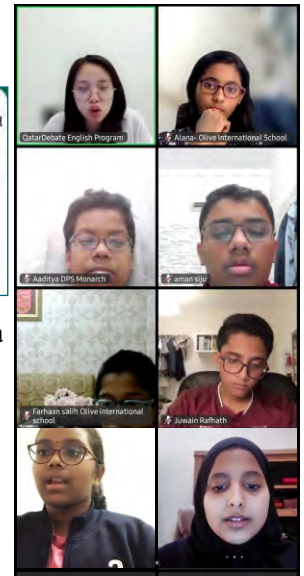 QatarDebate English Program
Alana- Olive International School
Aaditya DPS Monarch
aman siju
Farhaan salih Olive international
school
Juwain Rafhath